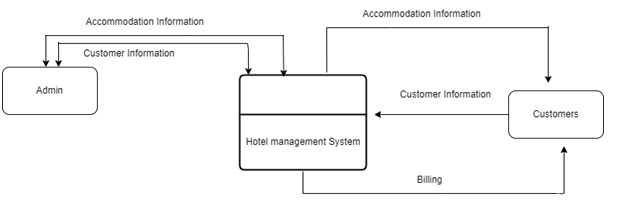 Accommodation Information
Accommodation Information
Customer Information
Admin
Customer Information
Customers
Hotel management System
Billing